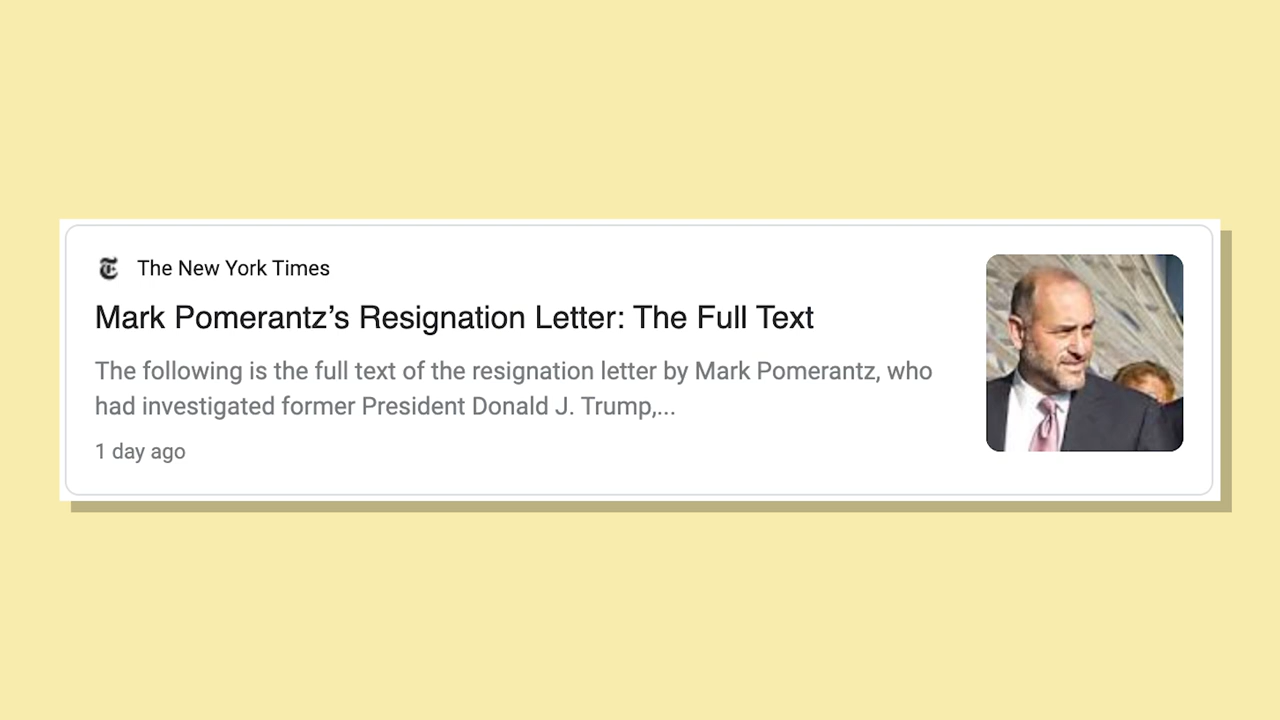 The New York Times
Mark Pomerantz’s Resignation Letter: The Full Text
The following is the full text of the resignation letter by Mark Pomerantz, who
had investigated former President Donald J. Trump,...
1 day ago